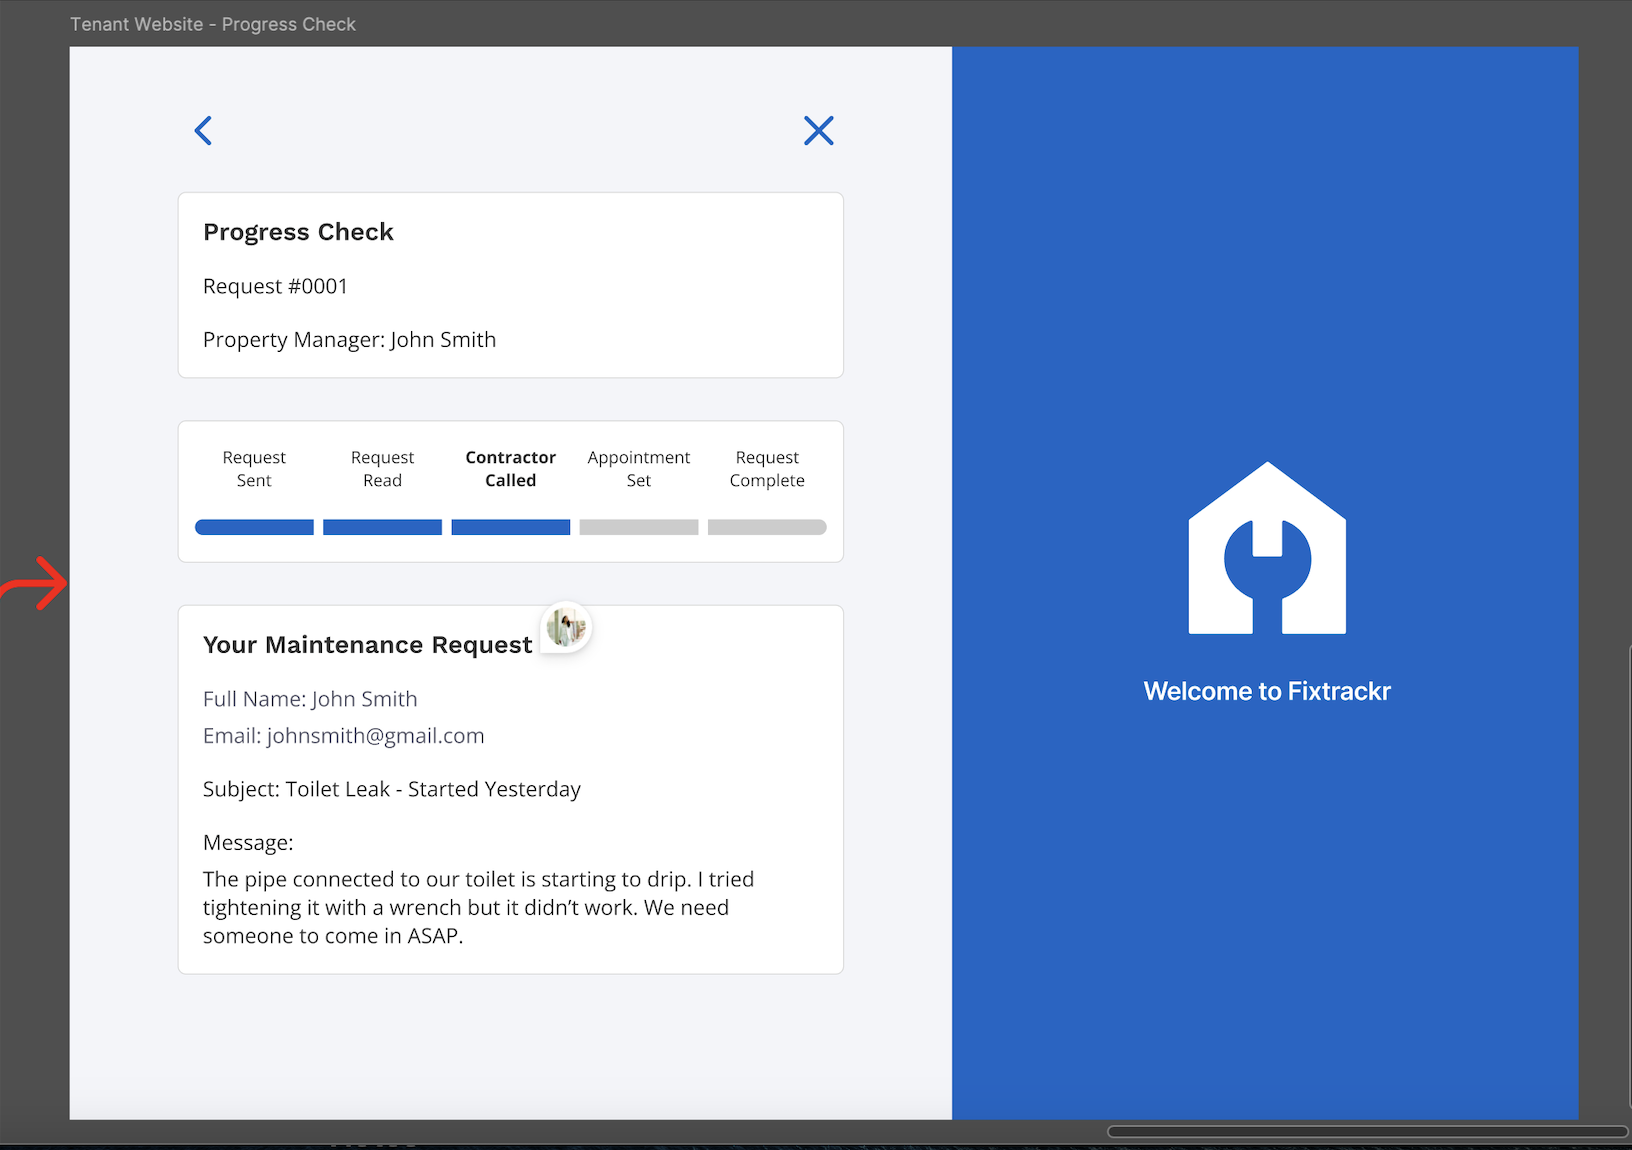 Tenant Website - Progress Check
Progress Check
Request #0001
Property Manager: John Smith
Request
Sent
Request
Read
Contractor
Called
Appointment
Set
Request
Complete
Your Maintenance Request
Full Name: John Smith
Email: johnsmith@gmail.com
Subject: Toilet Leak - Started Yesterday
Message:
The pipe connected to our toilet is starting to drip. I tried
tightening it with a wrench but it didn’t work. We need
someone to come in ASAP.
Welcome to Fixtrackr